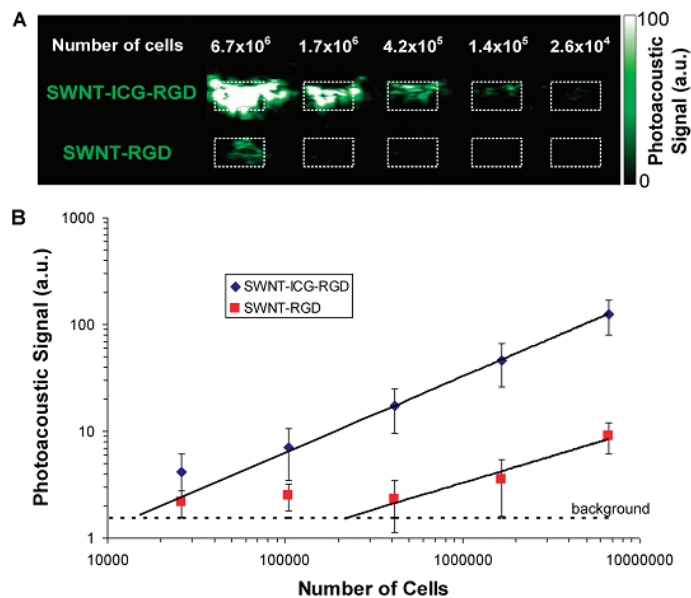 A
Number of cells 6.7x10⁶ 1.7x10⁶ 4.2x10⁵ 1.4x10⁵ 2.6x10⁴
SWNT-ICG-RGD
SWNT-RGD
100
0
Photoacoustic
Signal (a.u.)
B
1000
100
10
1
Photoacoustic Signal (a.u.)
SWNT-ICG-RGD
SWNT-RGD
background
10000 100000 1000000 10000000
Number of Cells